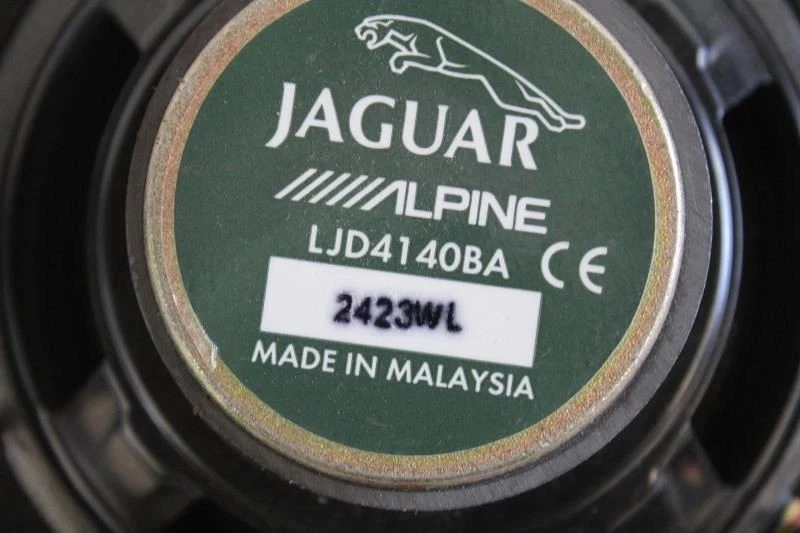 JAGUAR
ALPINE
LJD4140BA CE
2423WL
MADE IN MALAYSIA